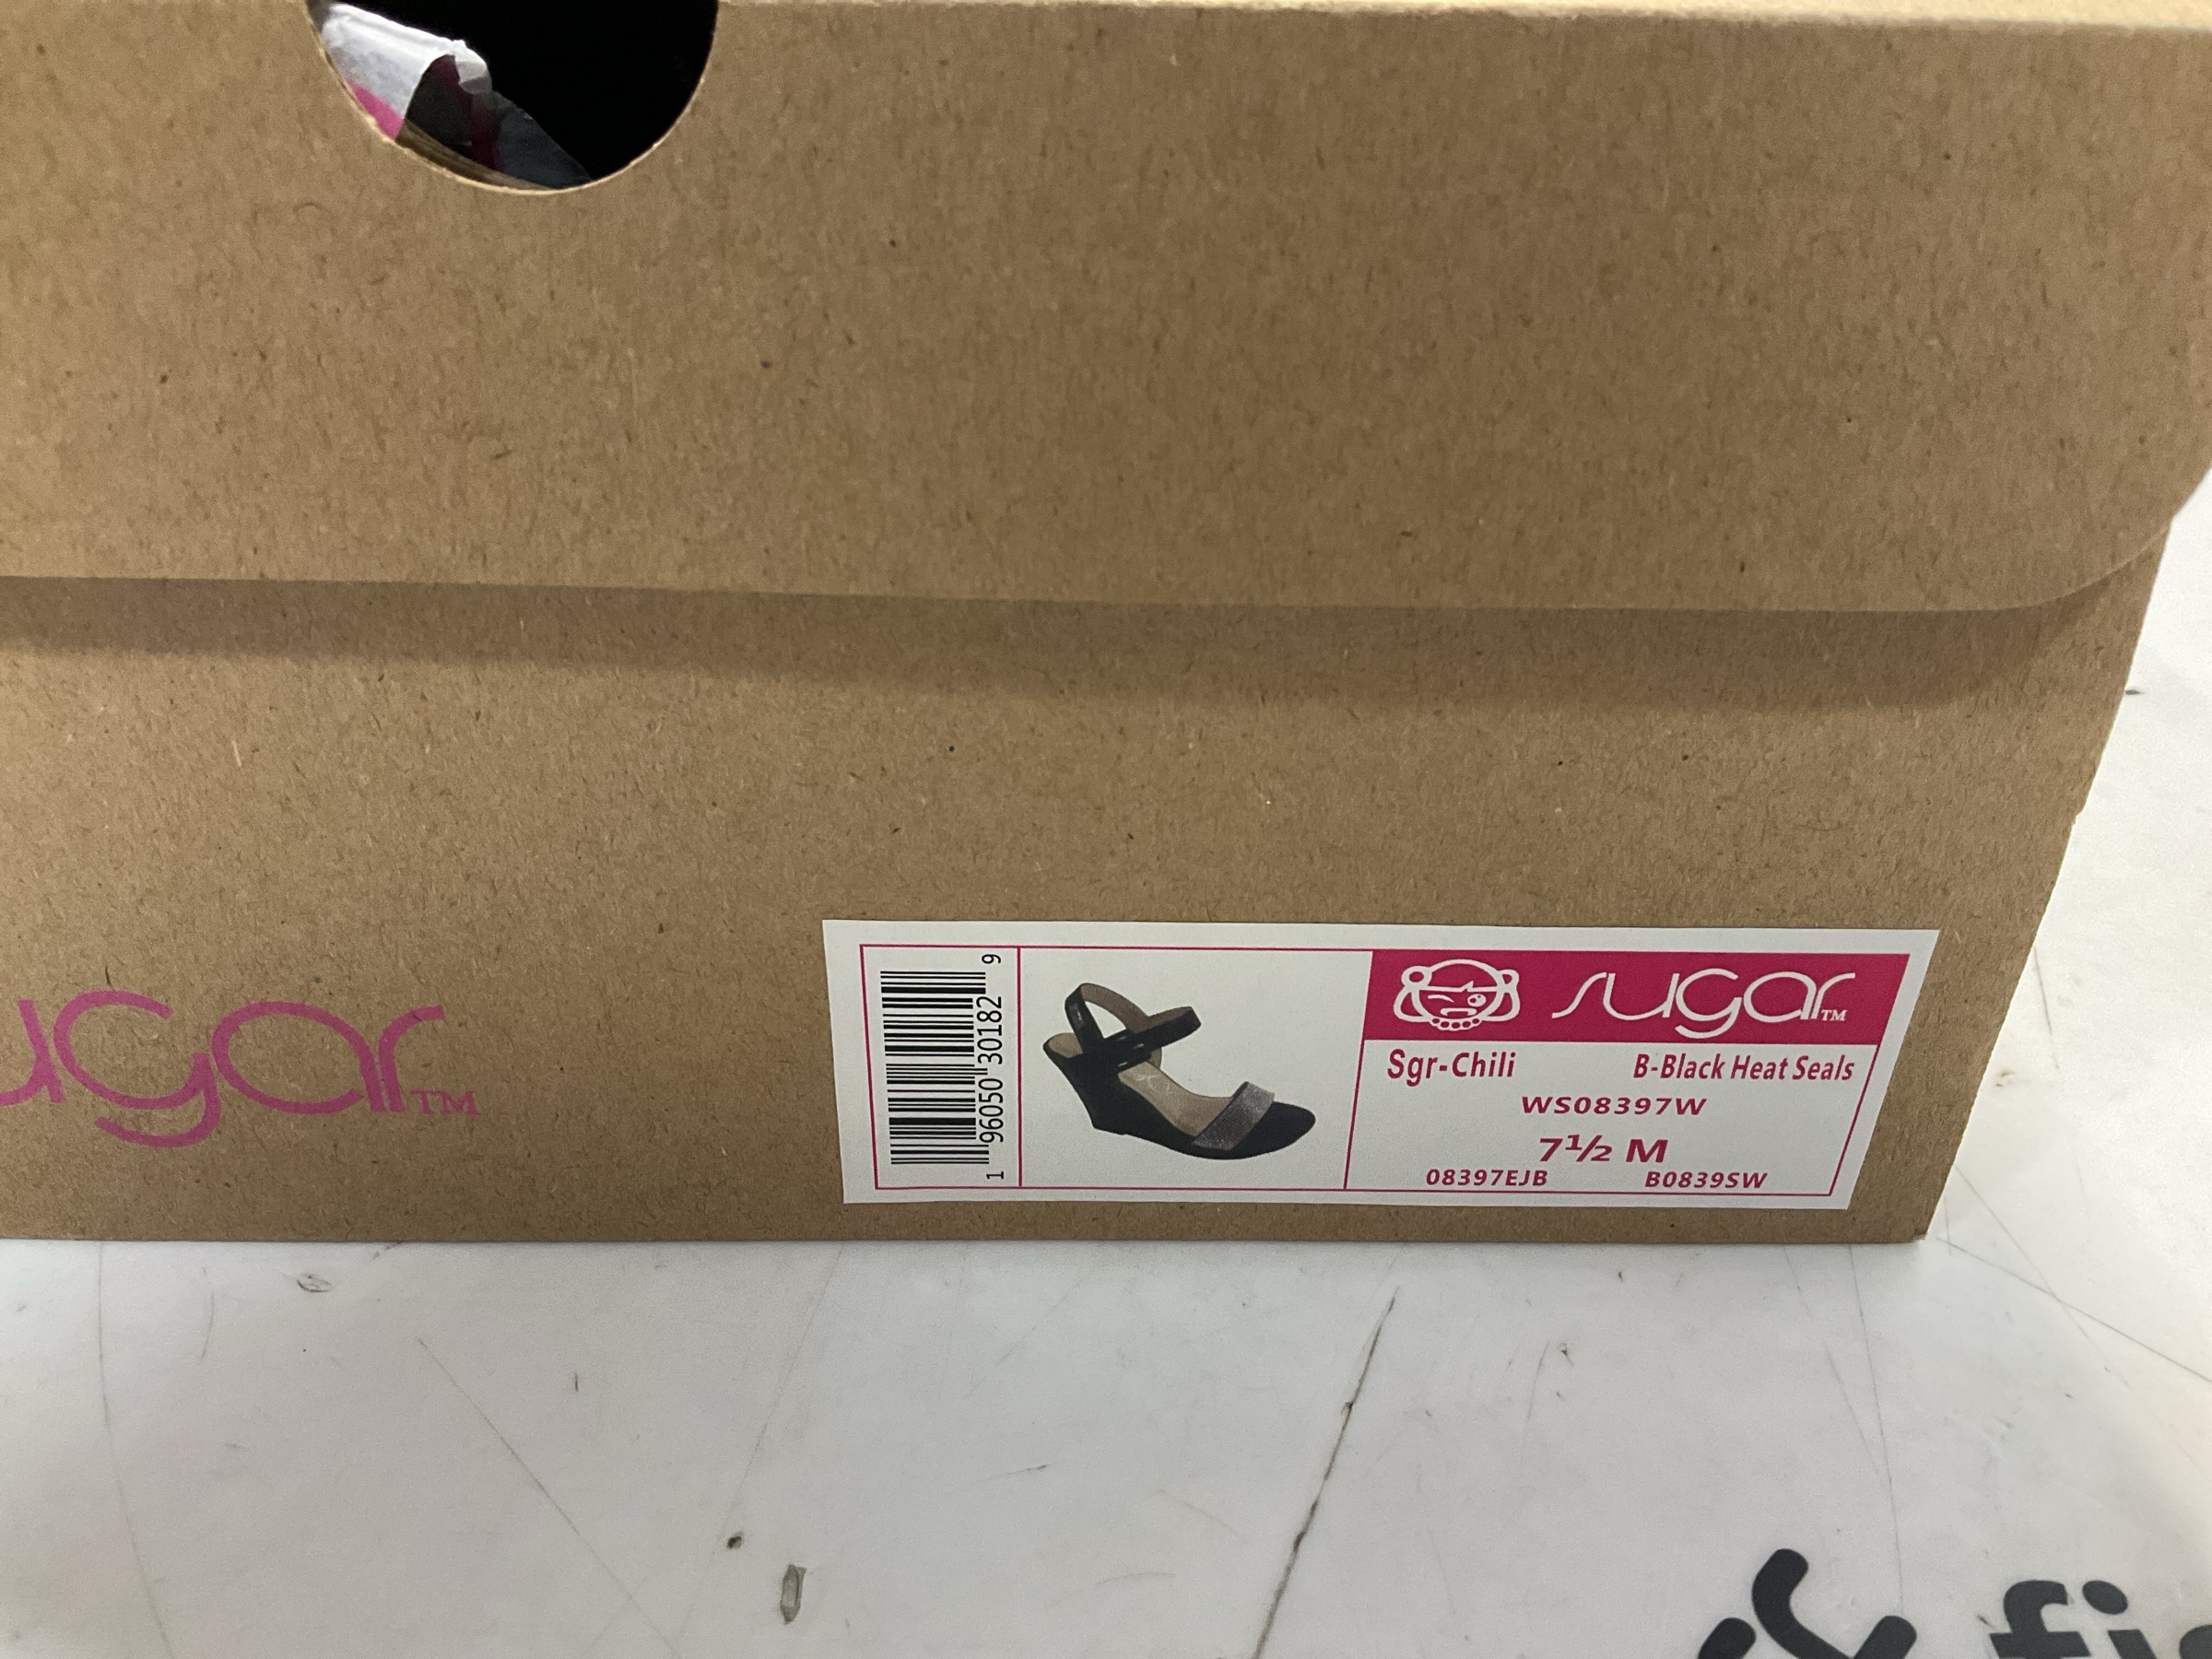 ugar™
1 96050 30182 9
sugar™
Sgr-Chili B-Black Heat Seals
WS08397W
7½ M
08397EJB B0839SW